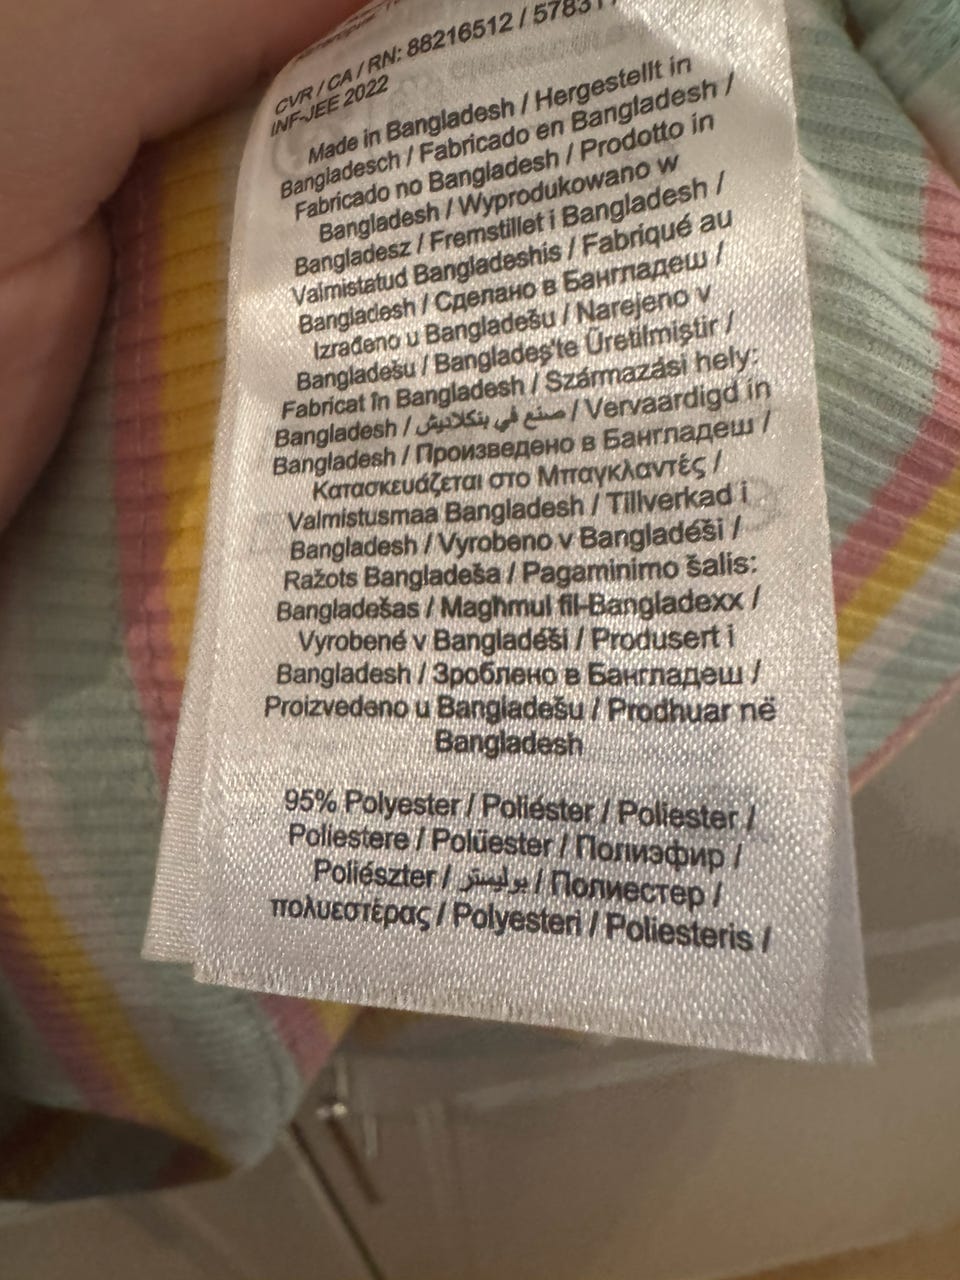 CVR / CA / RN: 88216512 / 57831
INF-JEE 2022
Made in Bangladesh / Hergestellt in
Bangladesch / Fabricado en Bangladesh /
Fabricado no Bangladesh / Prodotto in
Bangladesh / Wyprodukowano w
Bangladesz / Fremstillet i Bangladesh /
Valmistatud Bangladeshis / Fabriqué au
Bangladesh / Сделано в Бангладеш /
Izrađeno u Bangladešu / Narejeno v
Bangladešu / Bangladeş'te Üretilmiştir /
Fabricat în Bangladesh / Származási hely:
Bangladesh / صنع في بنكلاديش / Vervaardigd in
Bangladesh / Произведено в Бангладеш /
Κατασκευάζεται στο Μπαγκλαντές /
Valmistusmaa Bangladesh / Tillverkad i
Bangladesh / Vyrobeno v Bangladéši /
Ražots Bangladeša / Pagaminimo šalis:
Bangladešas / Magħmul fil-Bangladexx /
Vyrobené v Bangladéši / Produsert i
Bangladesh / Зроблено в Бангладеш /
Proizvedeno u Bangladešu / Prodhuar në
Bangladesh
95% Polyester / Poliéster / Poliester /
Poliestere / Polüester / Полиэфир /
Poliészter / بوليستر / Полиестер /
πολυεστέρας / Polyesteri / Poliesteris /